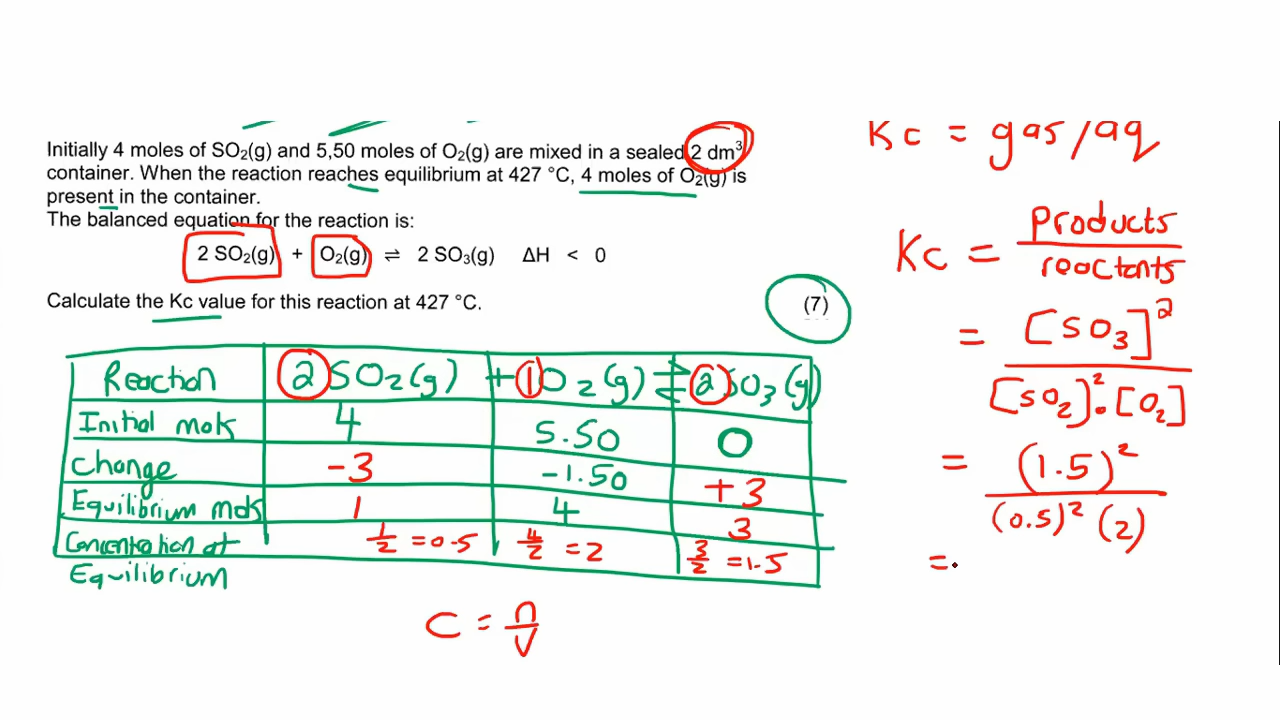 Initially 4 moles of SO₂(g) and 5,50 moles of O₂(g) are mixed in a sealed 2 dm³
container. When the reaction reaches equilibrium at 427 °C, 4 moles of O₂(g) is
present in the container.
The balanced equation for the reaction is:
2 SO₂(g) + O₂(g) ⇌ 2 SO₃(g) ΔH < 0
Calculate the Kc value for this reaction at 427 °C.
(7)
Reaction 2SO₂(g) + 1O₂(g) ⇌ 2SO₃(g)
Initial mols 4 5.50 0
Change -3 -1.50 +3
Equilibrium mols 1 4 3
Concentration at 1/2 = 0.5 4/2 = 2 3/2 = 1.5
Equilibrium
C = n/V
Kc = gas/aq
Kc = products
reactants
= [SO₃]²
[SO₂]².[O₂]
= (1.5)²
(0.5)² (2)
=